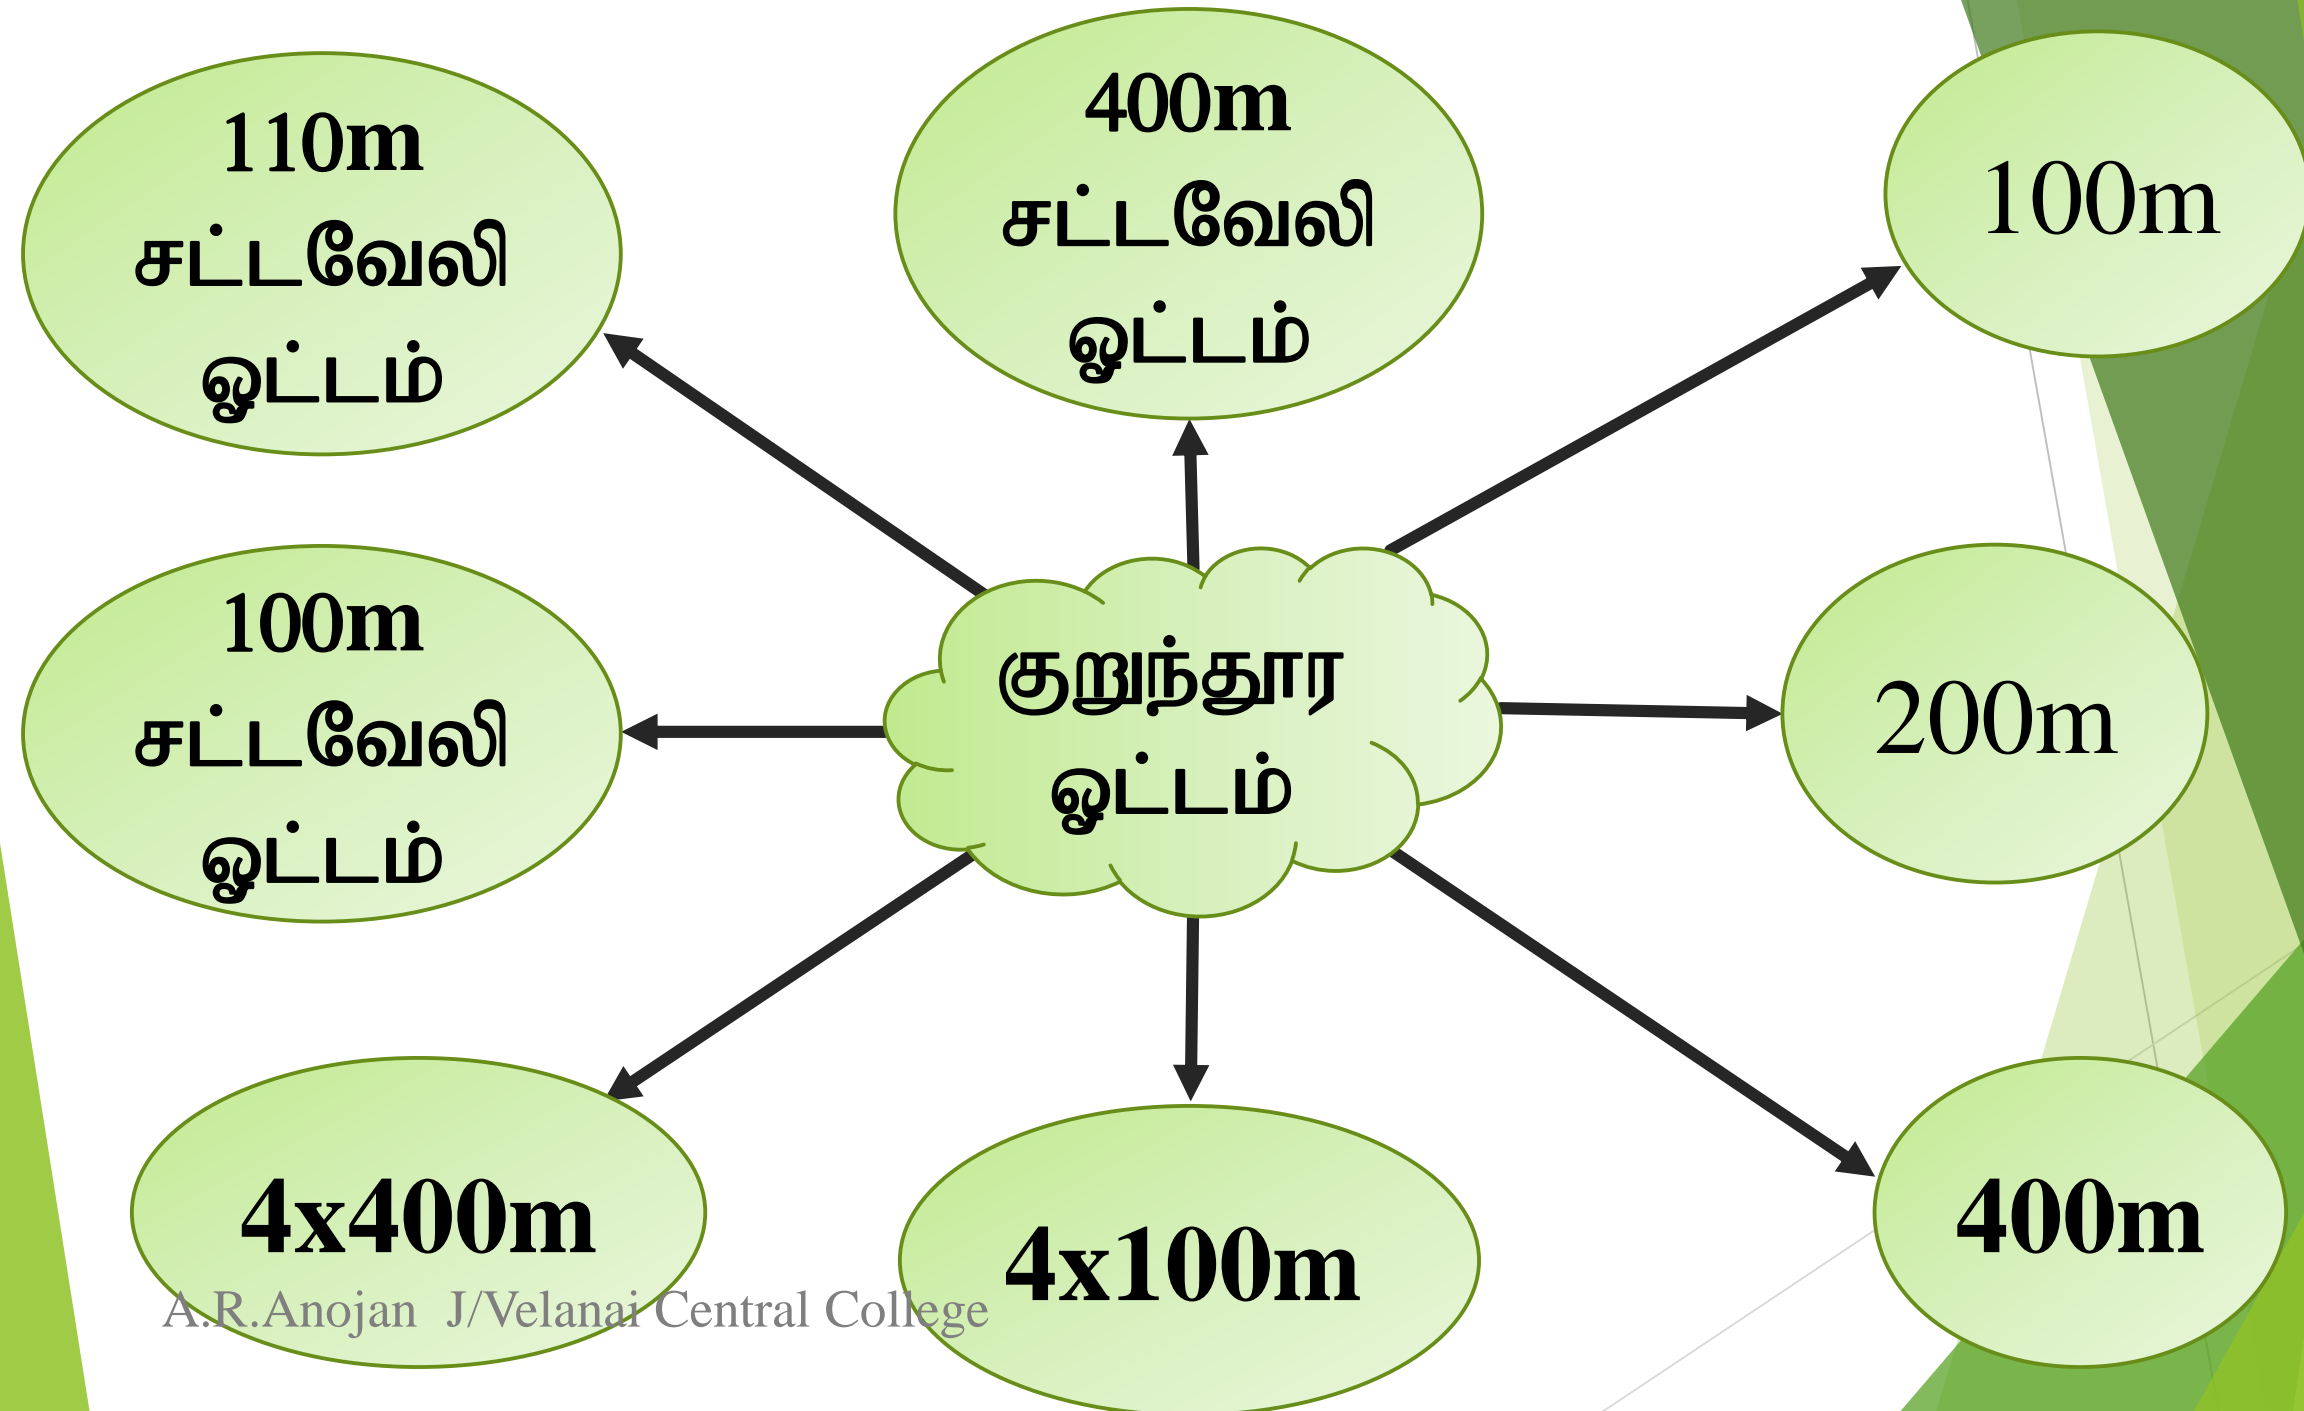 110m
சட்டவேலி
ஓட்டம்
400m
சட்டவேலி
ஓட்டம்
100m
100m
சட்டவேலி
ஓட்டம்
குறுந்தூர
ஓட்டம்
200m
4x400m
4x100m
400m
A.R.Anojan J/Velanai Central College